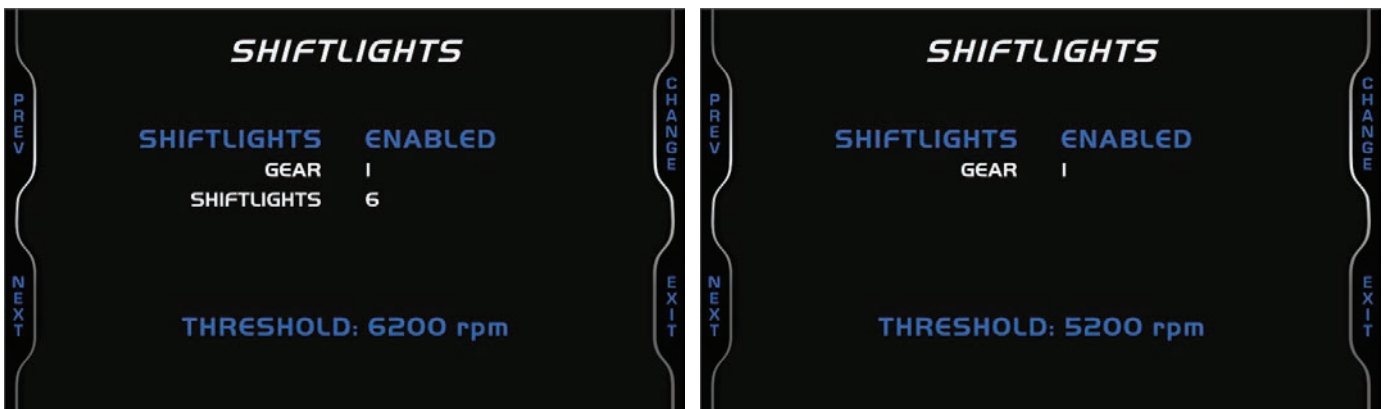 SHIFTLIGHTS
PREV
CHANGE
SHIFTLIGHTS ENABLED
GEAR 1
SHIFTLIGHTS 6
NEXT
EXIT
THRESHOLD: 6200 rpm
SHIFTLIGHTS
PREV
CHANGE
SHIFTLIGHTS ENABLED
GEAR 1
NEXT
EXIT
THRESHOLD: 5200 rpm